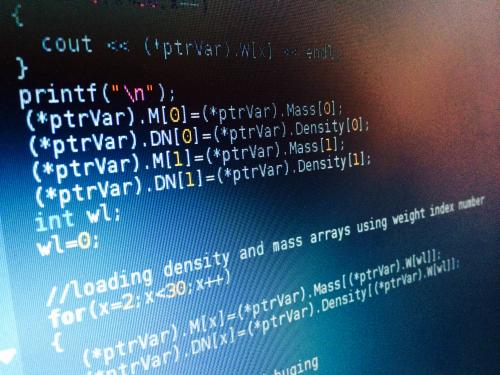 {
cout << (*ptrVar).W[x] << endl;
}
printf("\n");
(*ptrVar).M[0]=(*ptrVar).Mass[0];
(*ptrVar).DN[0]=(*ptrVar).Density[0];
(*ptrVar).M[1]=(*ptrVar).Mass[1];
(*ptrVar).DN[1]=(*ptrVar).Density[1];
int wl;
wl=0;
//loading density and mass arrays using weight index number
for(x=2;x<30;x++)
{
(*ptrVar).M[x]=(*ptrVar).Mass[(*ptrVar).W[wl]];
(*ptrVar).DN[x]=(*ptrVar).Density[(*ptrVar).W[wl]];
buging